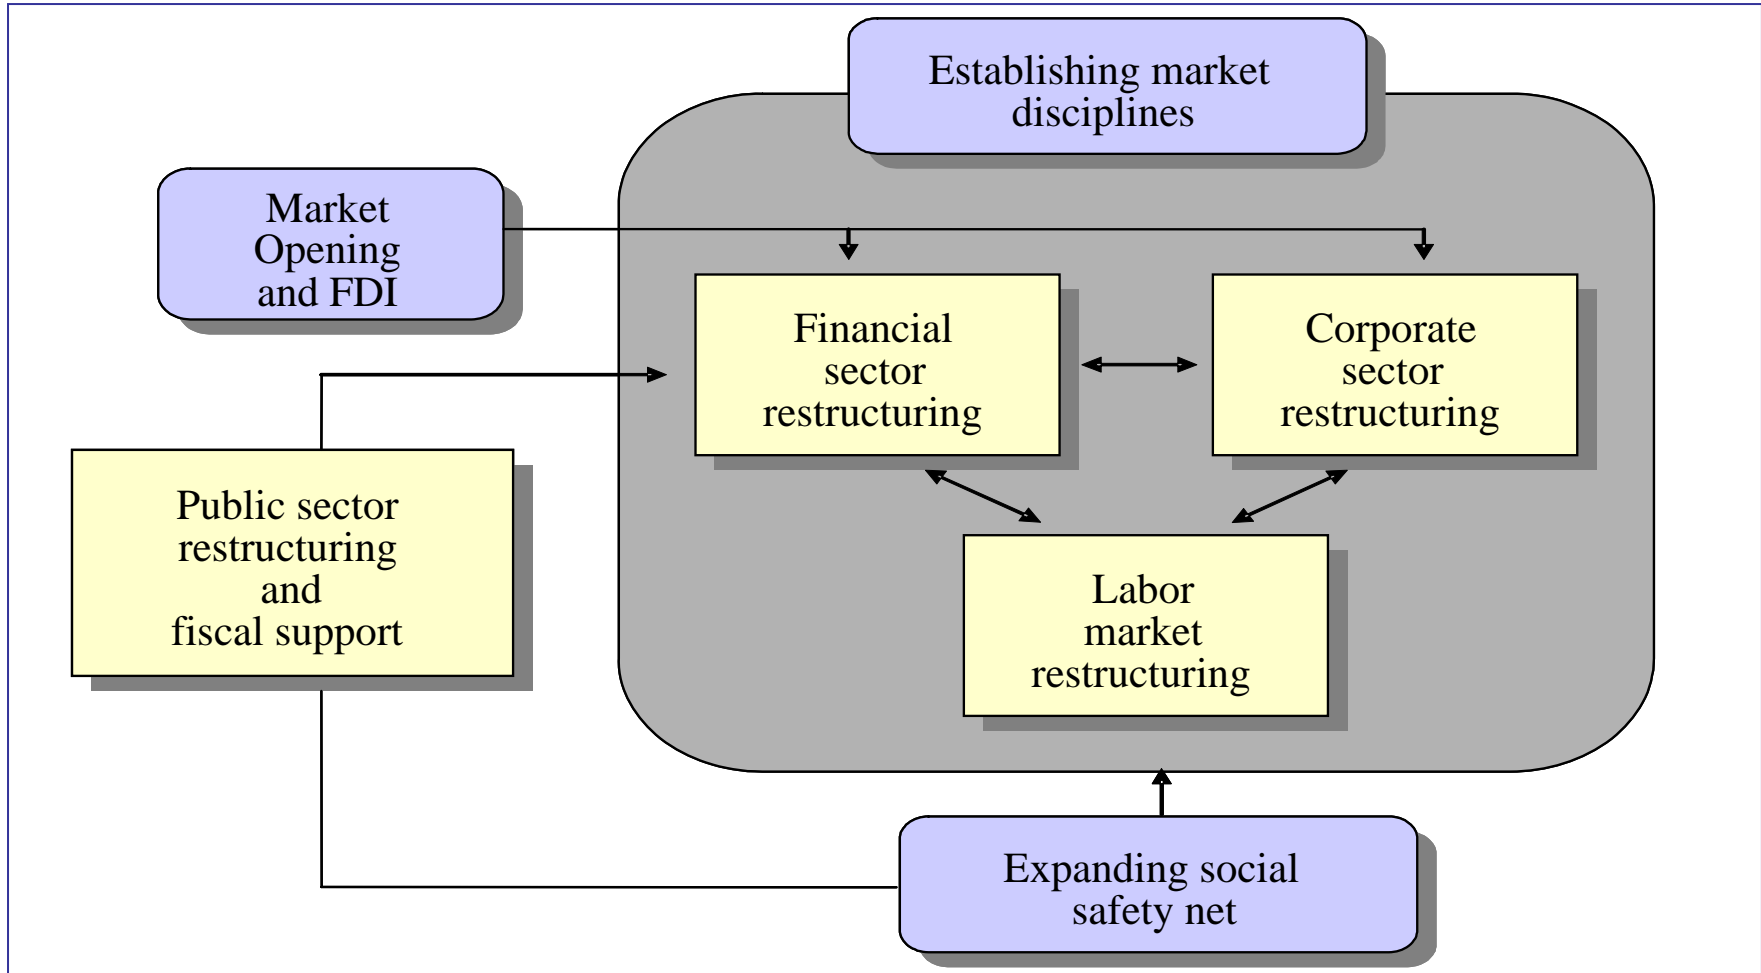 Establishing market
disciplines
Market
Opening
and FDI
Financial
sector
restructuring
Corporate
sector
restructuring
Public sector
restructuring
and
fiscal support
Labor
market
restructuring
Expanding social
safety net